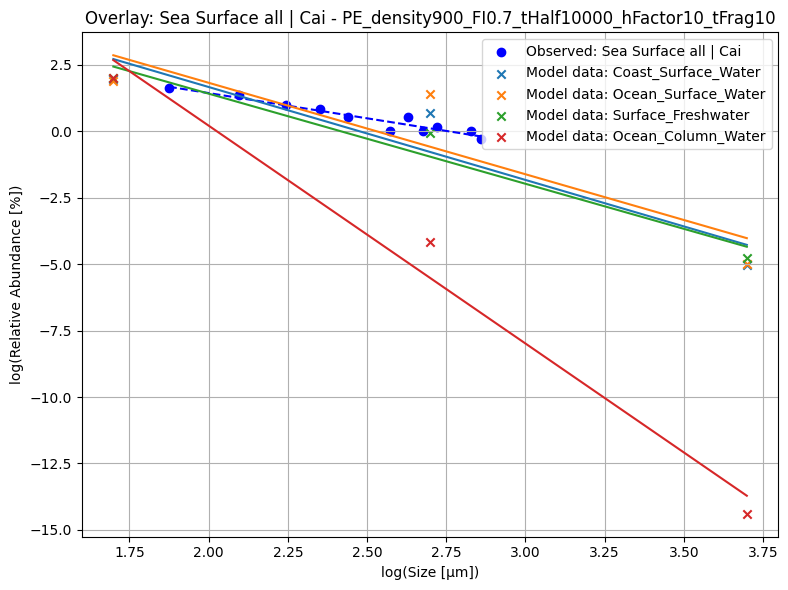 Overlay: Sea Surface all | Cai - PE_density900_FI0.7_tHalf10000_hFactor10_tFrag10
Observed: Sea Surface all | Cai
Model data: Coast_Surface_Water
Model data: Ocean_Surface_Water
Model data: Surface_Freshwater
Model data: Ocean_Column_Water
log(Relative Abundance [%])
2.5
0.0
−2.5
−5.0
−7.5
−10.0
−12.5
−15.0
1.75
2.00
2.25
2.50
2.75
3.00
3.25
3.50
3.75
log(Size [μm])